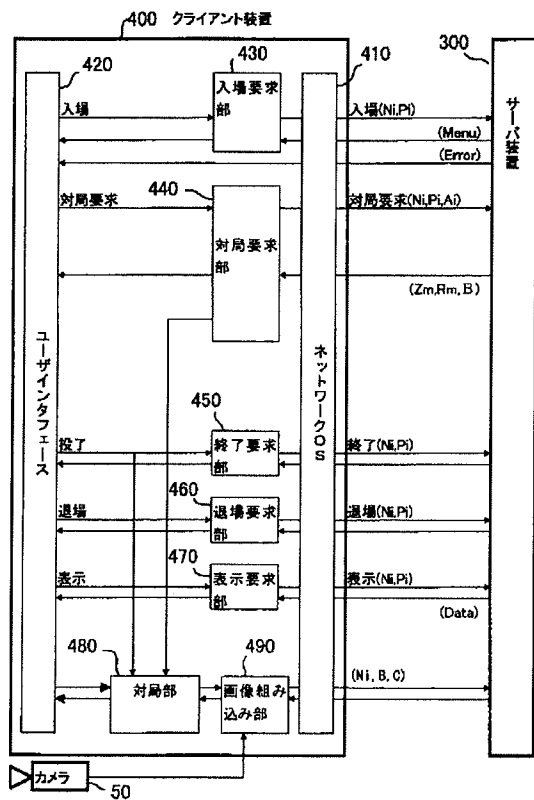 400 クライアント装置
300
420
430
410
入場
入場要求
部
入場(Ni,Pi)
(Menu)
(Error)
440
対局要求
対局要求
部
対局要求(Ni,Pi,Ai)
(Zm,Rm,B)
ユーザインタフェース
ネットワークOS
サーバ装置
450
投了
終了要求
部
終了(Ni,Pi)
460
退場
退場要求
部
退場(Ni,Pi)
470
表示
表示要求
部
表示(Ni,Pi)
(Data)
480
490
対局部
画像組み
込み部
(Ni,B,C)
カメラ
50